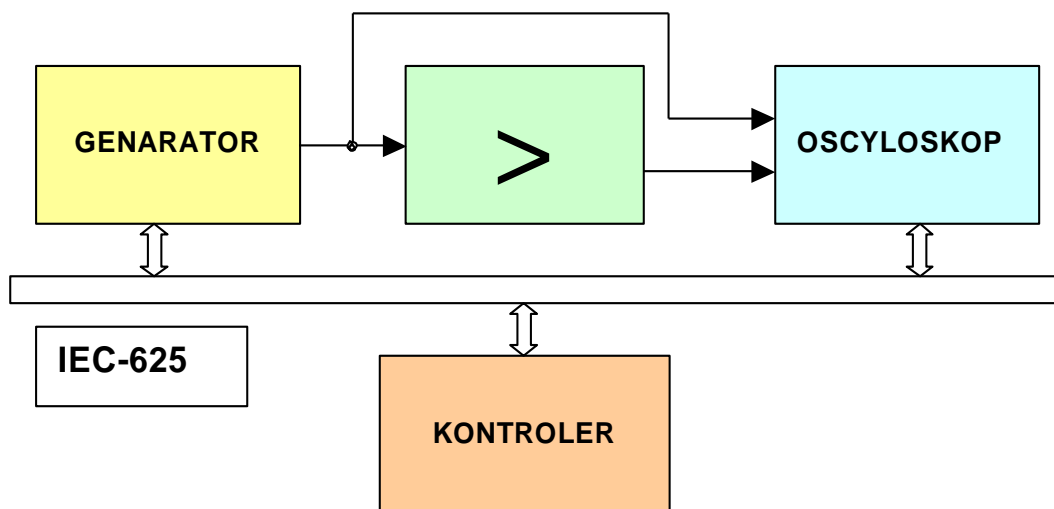 GENARATOR
>
OSCYLOSKOP
IEC-625
KONTROLER